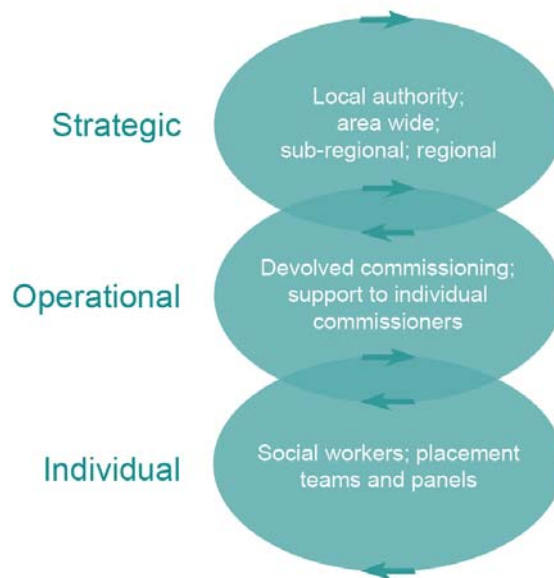 Strategic
Local authority;
area wide;
sub-regional; regional
Operational
Devolved commissioning;
support to individual
commissioners
Individual
Social workers; placement
teams and panels